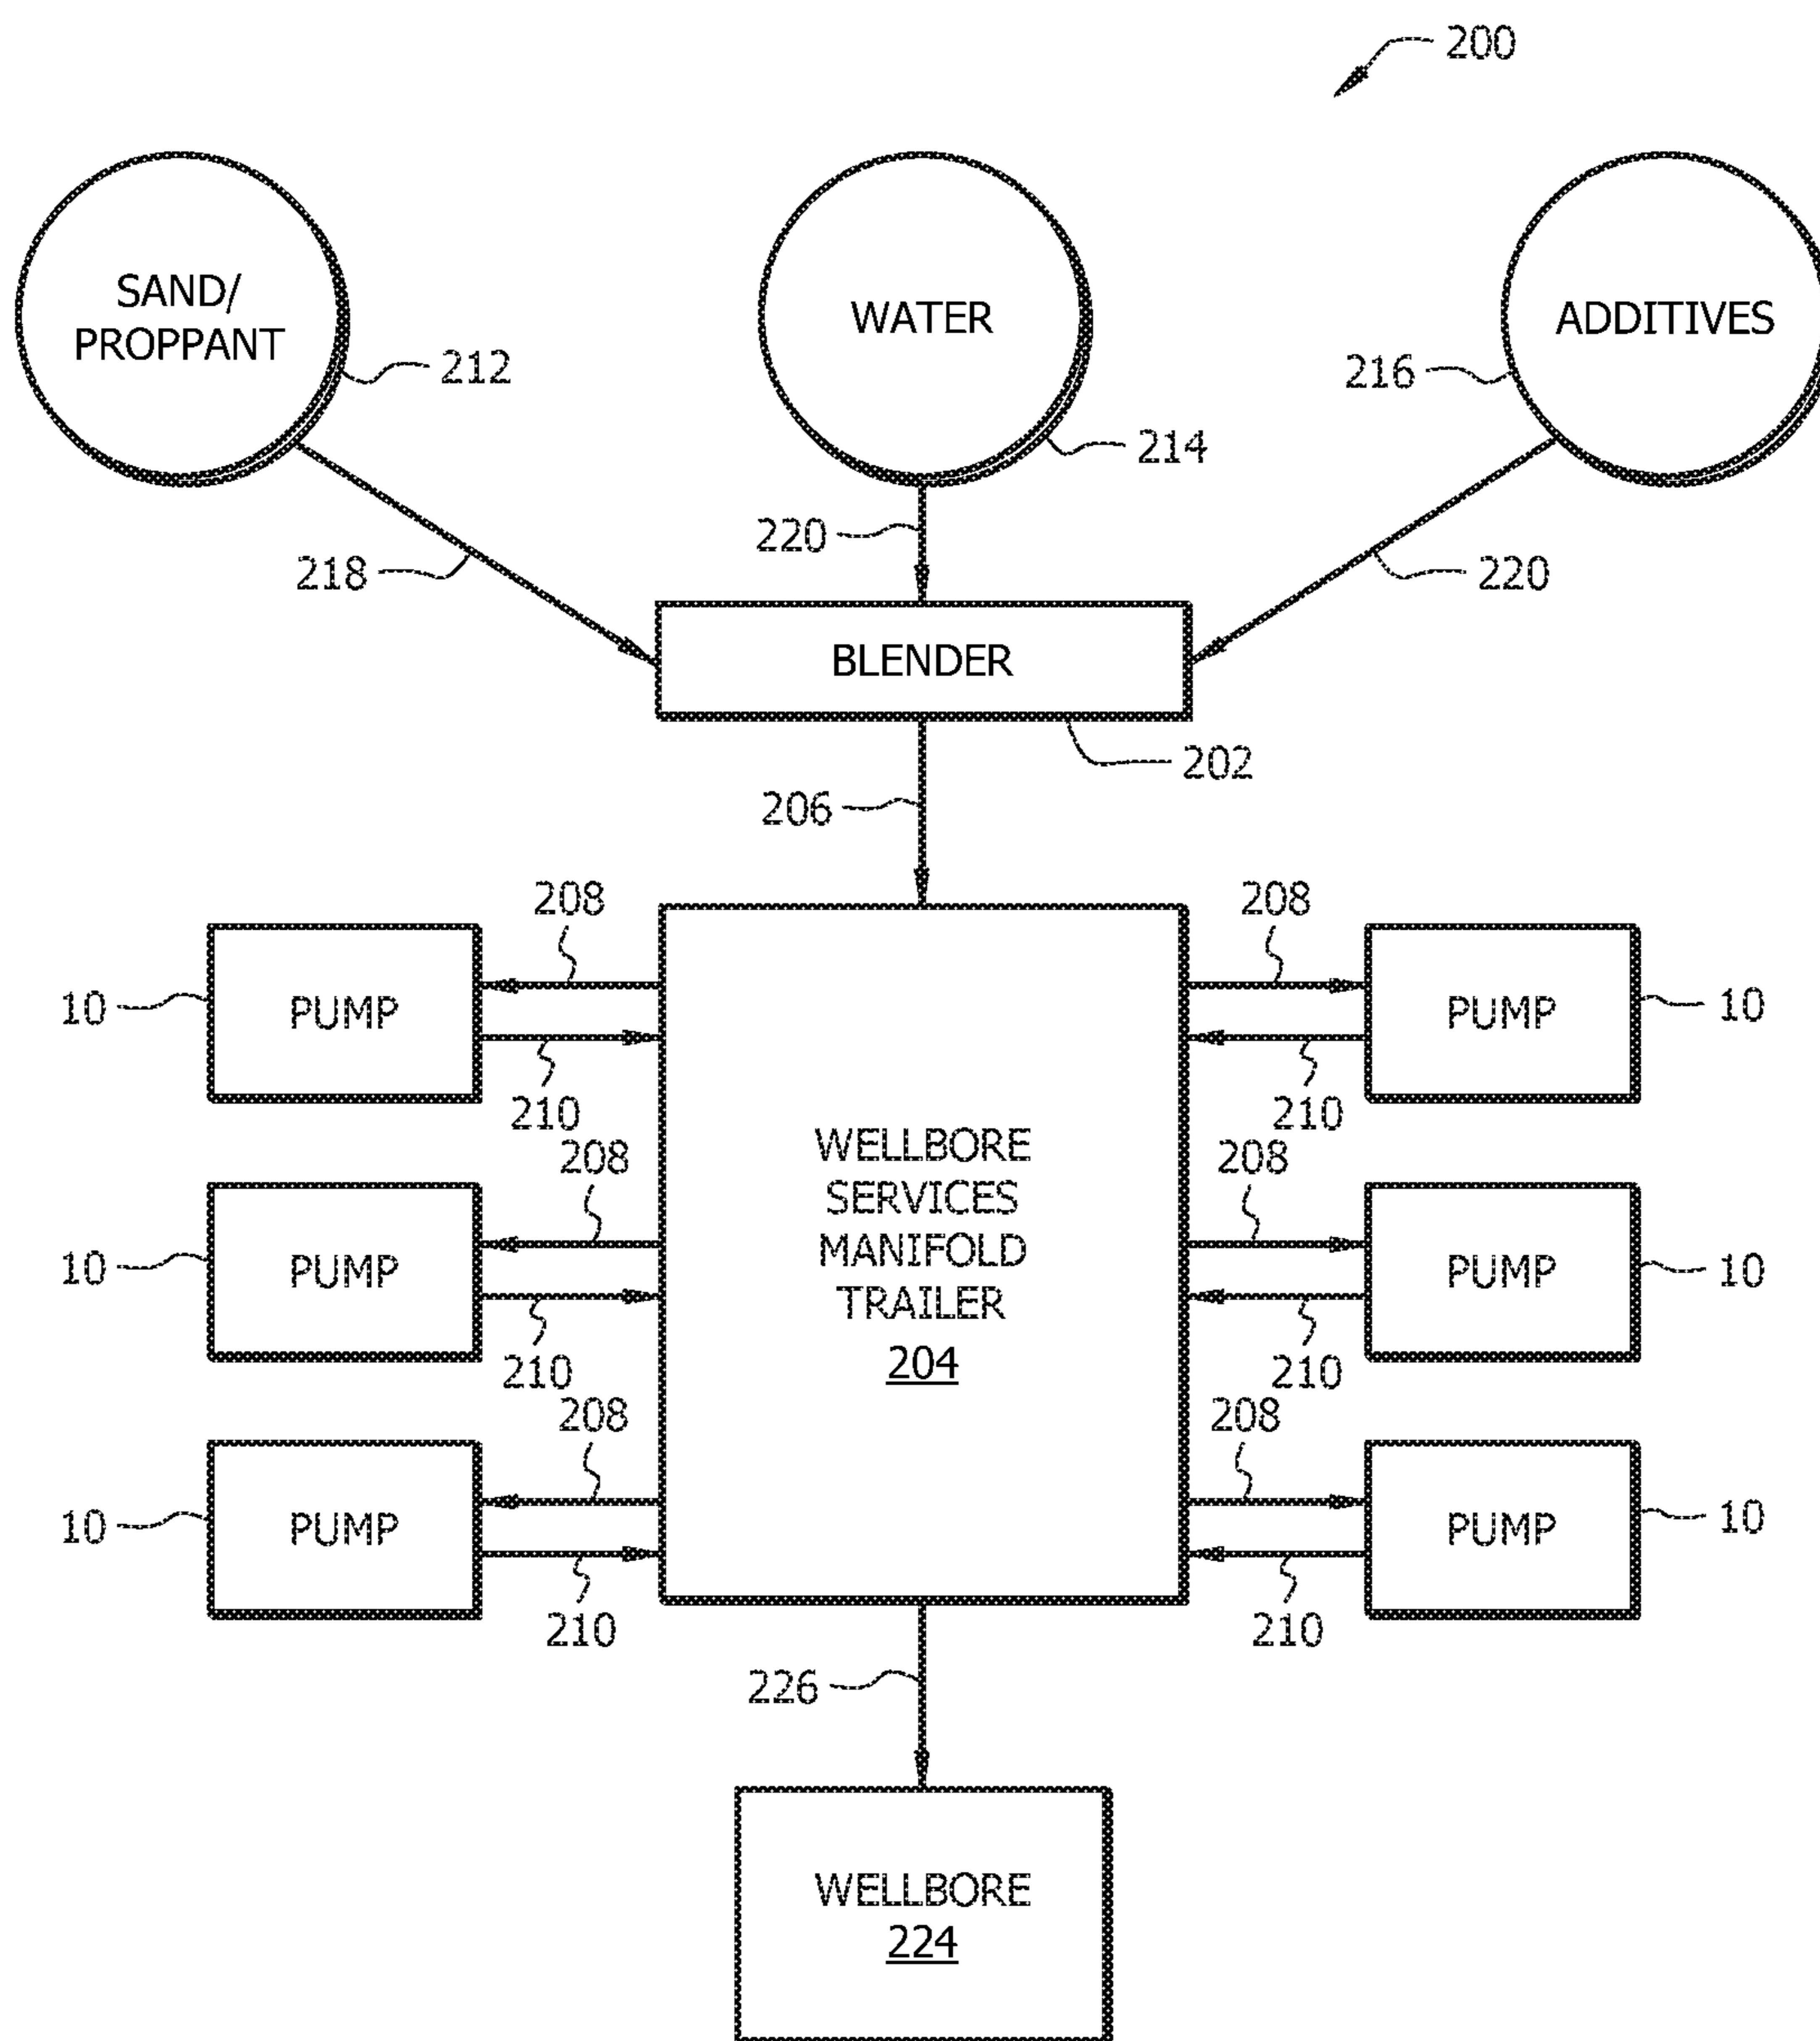 200
SAND/
PROPPANT
WATER
ADDITIVES
212
216
214
220
218
220
BLENDER
202
206
208
208
10
PUMP
PUMP
10
210
210
WELLBORE
SERVICES
MANIFOLD
TRAILER
204
208
208
10
PUMP
PUMP
10
210
210
208
208
10
PUMP
PUMP
10
210
210
226
WELLBORE
224